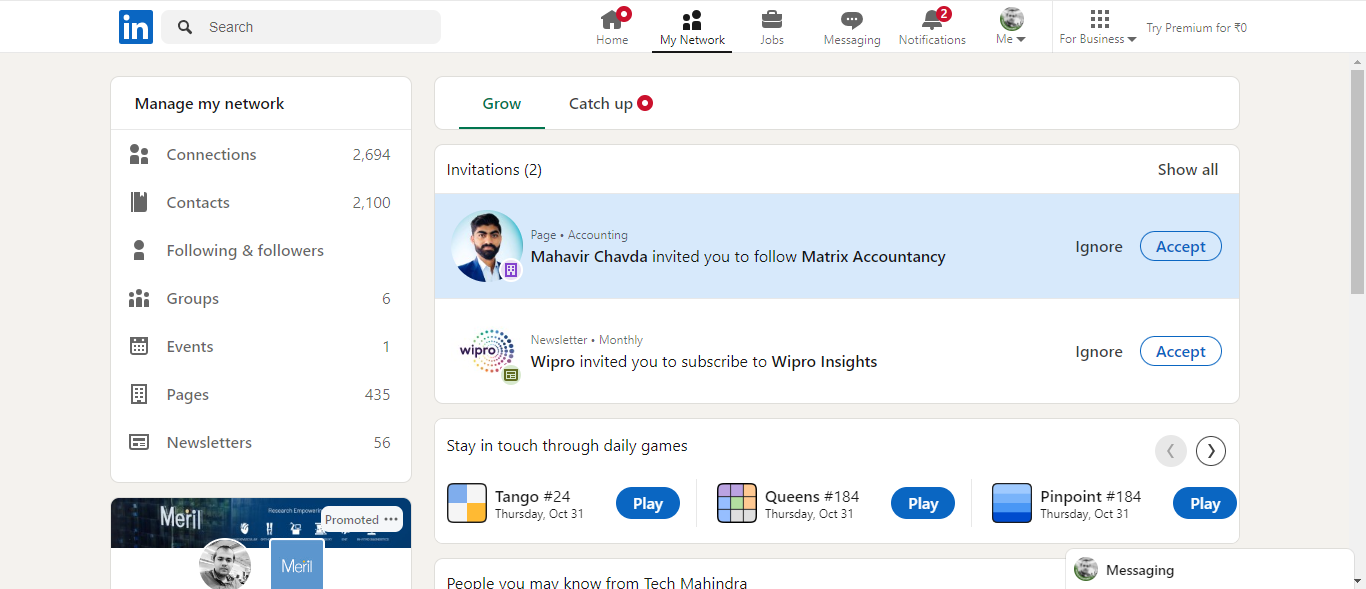 in
Search
Home
My Network
Jobs
Messaging
2
Notifications
Me
For Business
Try Premium for ₹0
Manage my network
Connections 2,694
Contacts 2,100
Following & followers
Groups 6
Events 1
Pages 435
Newsletters 56
Meril
Research Empowerin
Promoted
Meril
Grow
Catch up
Invitations (2)
Show all
Page • Accounting
Mahavir Chavda invited you to follow Matrix Accountancy
Ignore
Accept
wipro
Newsletter • Monthly
Wipro invited you to subscribe to Wipro Insights
Ignore
Accept
Stay in touch through daily games
Tango #24
Thursday, Oct 31
Play
Queens #184
Thursday, Oct 31
Play
Pinpoint #184
Thursday, Oct 31
Play
People you may know from Tech Mahindra
Messaging